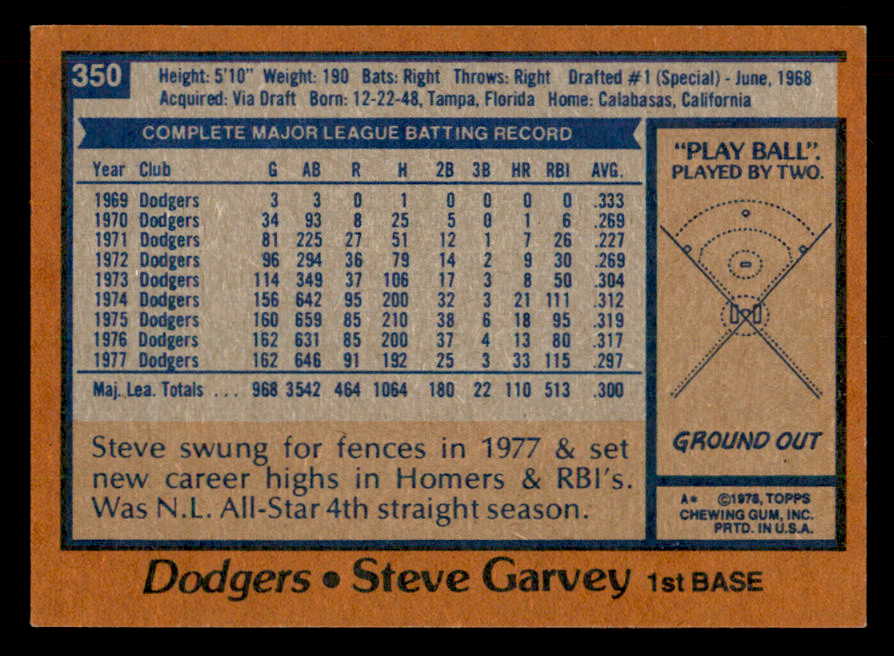 350
Height: 5'10" Weight: 190 Bats: Right Throws: Right Drafted #1 (Special) - June, 1968
Acquired: Via Draft Born: 12-22-48, Tampa, Florida Home: Calabasas, California
COMPLETE MAJOR LEAGUE BATTING RECORD
Year Club G AB R H 2B 3B HR RBI AVG.
1969 Dodgers 3 3 0 1 0 0 0 0 .333
1970 Dodgers 34 93 8 25 5 0 1 6 .269
1971 Dodgers 81 225 27 51 12 1 7 26 .227
1972 Dodgers 96 294 36 79 14 2 9 30 .269
1973 Dodgers 114 349 37 106 17 3 8 50 .304
1974 Dodgers 156 642 95 200 32 3 21 111 .312
1975 Dodgers 160 659 85 210 38 6 18 95 .319
1976 Dodgers 162 631 85 200 37 4 13 80 .317
1977 Dodgers 162 646 91 192 25 3 33 115 .297
Maj. Lea. Totals ... 968 3542 464 1064 180 22 110 513 .300
Steve swung for fences in 1977 & set
new career highs in Homers & RBI's.
Was N.L. All-Star 4th straight season.
"PLAY BALL".
PLAYED BY TWO.
GROUND OUT
A* ©1978, TOPPS
CHEWING GUM, INC.
PRTD. IN U.S.A.
Dodgers • Steve Garvey 1st BASE